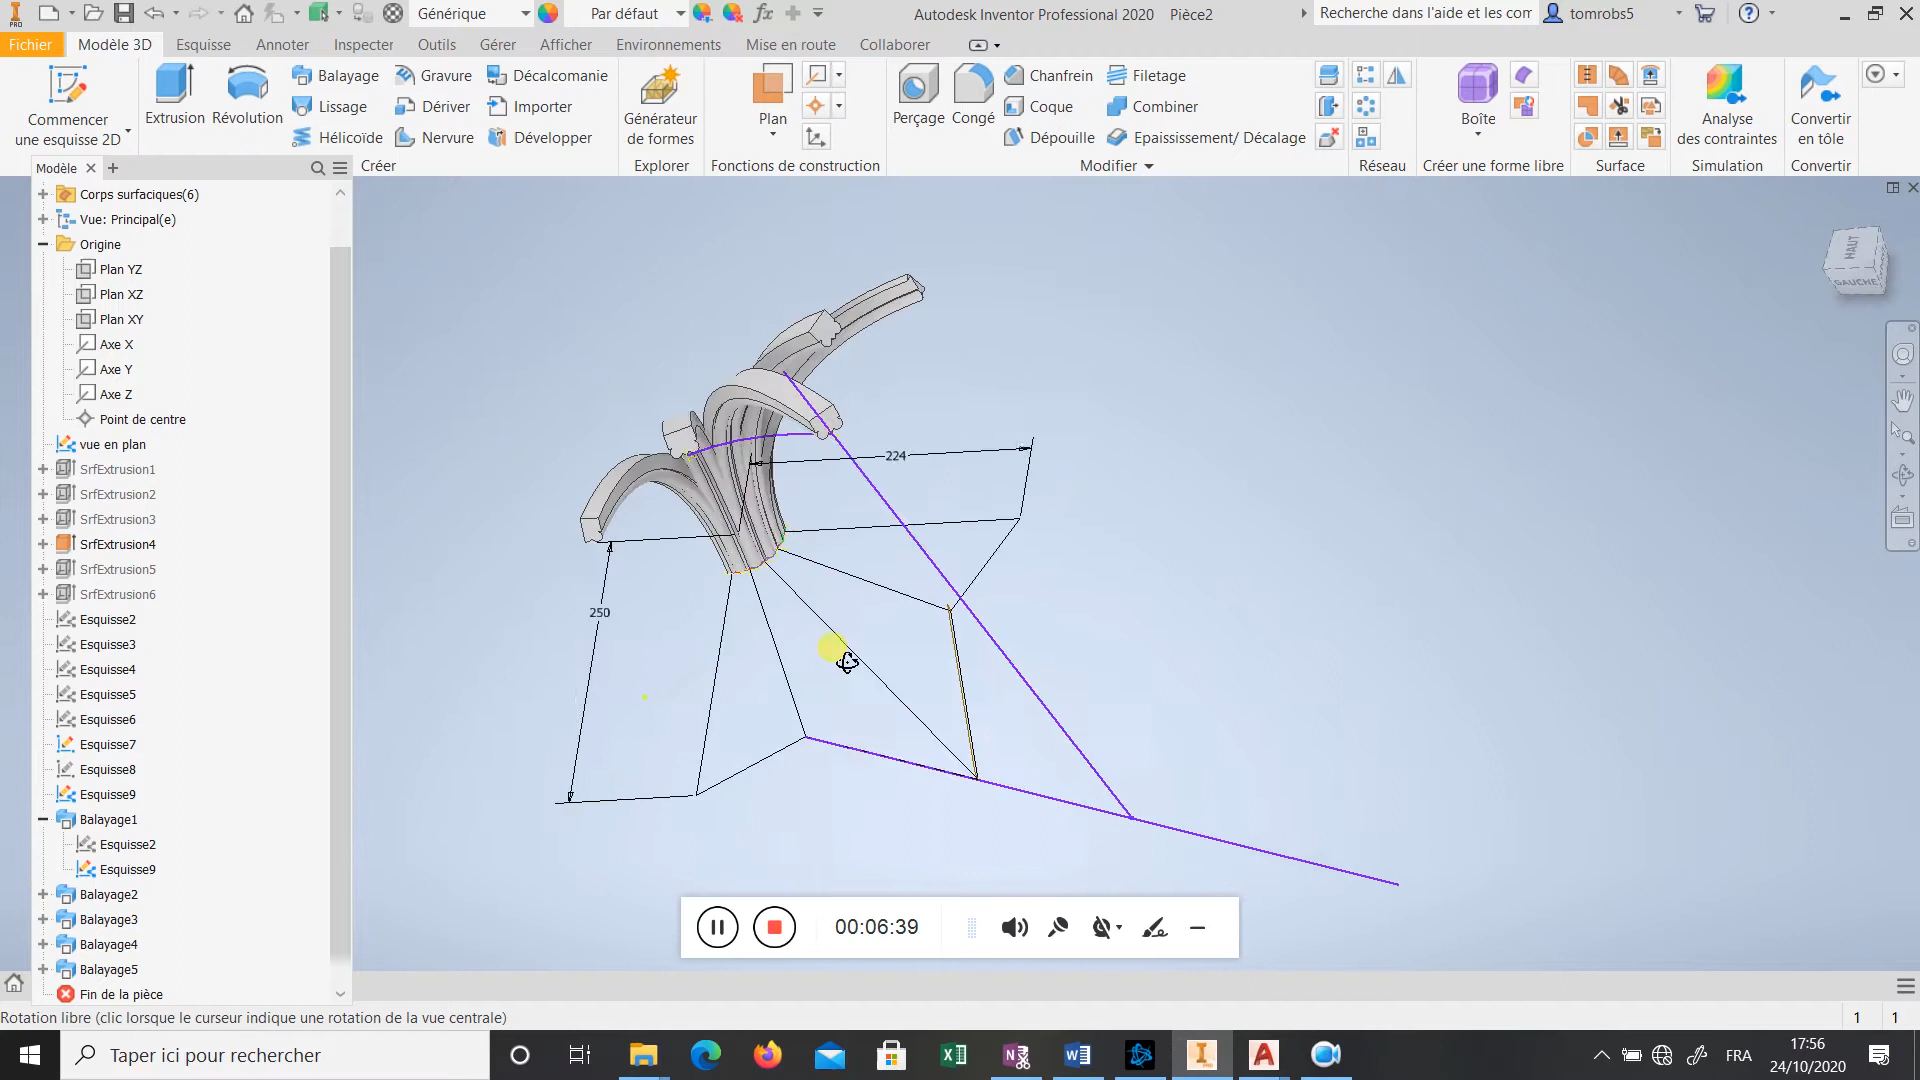 PRO
Générique
Par défaut
Autodesk Inventor Professional 2020 Pièce2
Recherche dans l'aide et les com
tomrobs5
Fichier
Modèle 3D
Esquisse
Annoter
Inspecter
Outils
Gérer
Afficher
Environnements
Mise en route
Collaborer
Commencer
une esquisse 2D
Extrusion
Révolution
Balayage
Lissage
Hélicoïde
Gravure
Dériver
Nervure
Décalcomanie
Importer
Développer
Générateur
de formes
Plan
Perçage
Congé
Chanfrein
Coque
Dépouille
Filetage
Combiner
Epaississement/ Décalage
Boîte
Analyse
des contraintes
Convertir
en tôle
Créer
Explorer
Fonctions de construction
Modifier
Réseau
Créer une forme libre
Surface
Simulation
Convertir
Modèle
Corps surfaciques(6)
Vue: Principal(e)
Origine
Plan YZ
Plan XZ
Plan XY
Axe X
Axe Y
Axe Z
Point de centre
vue en plan
SrfExtrusion1
SrfExtrusion2
SrfExtrusion3
SrfExtrusion4
SrfExtrusion5
SrfExtrusion6
Esquisse2
Esquisse3
Esquisse4
Esquisse5
Esquisse6
Esquisse7
Esquisse8
Esquisse9
Balayage1
Esquisse2
Esquisse9
Balayage2
Balayage3
Balayage4
Balayage5
Fin de la pièce
224
250
HAUT
GAUCHE
00:06:39
Rotation libre (clic lorsque le curseur indique une rotation de la vue centrale)
1 1
Taper ici pour rechercher
FRA
17:56
24/10/2020